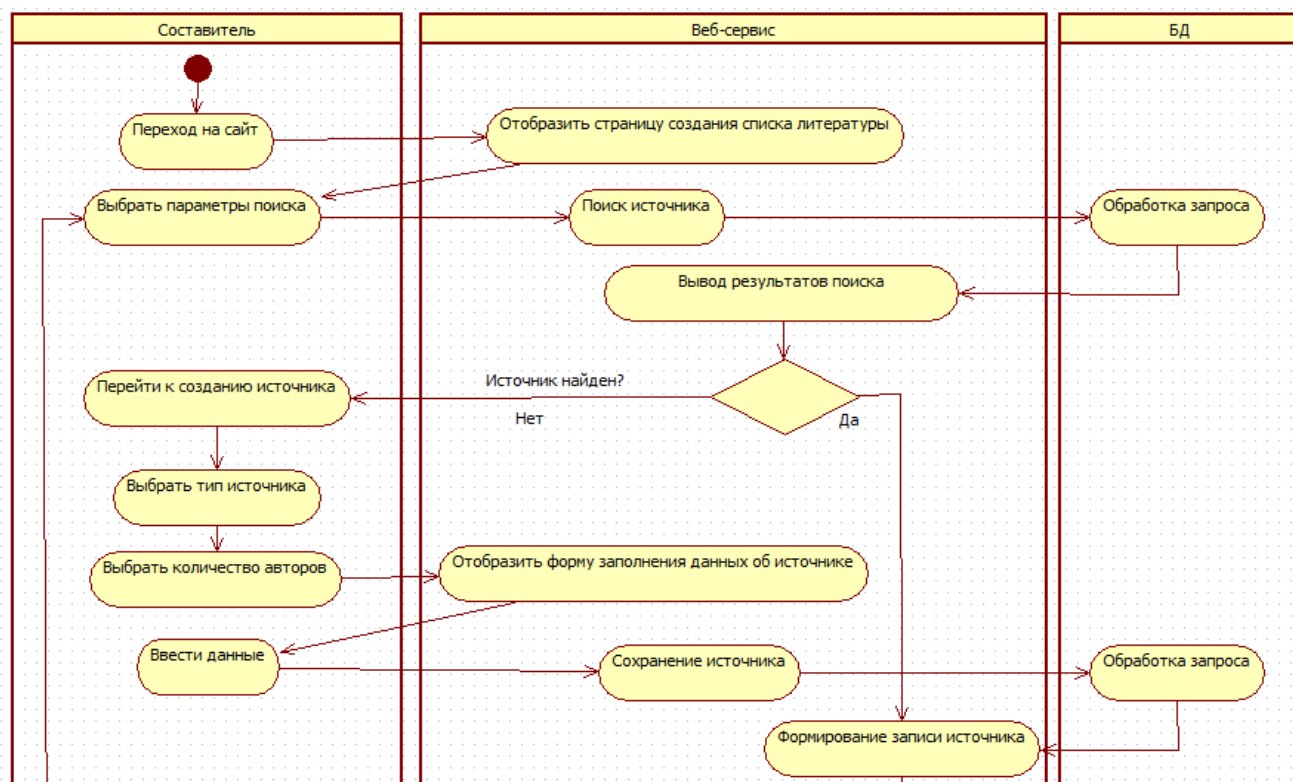 Составитель
Веб-сервис
БД
Переход на сайт
Отобразить страницу создания списка литературы
Выбрать параметры поиска
Поиск источника
Обработка запроса
Вывод результатов поиска
Перейти к созданию источника
Источник найден?
Нет
Да
Выбрать тип источника
Выбрать количество авторов
Отобразить форму заполнения данных об источнике
Ввести данные
Сохранение источника
Обработка запроса
Формирование записи источника